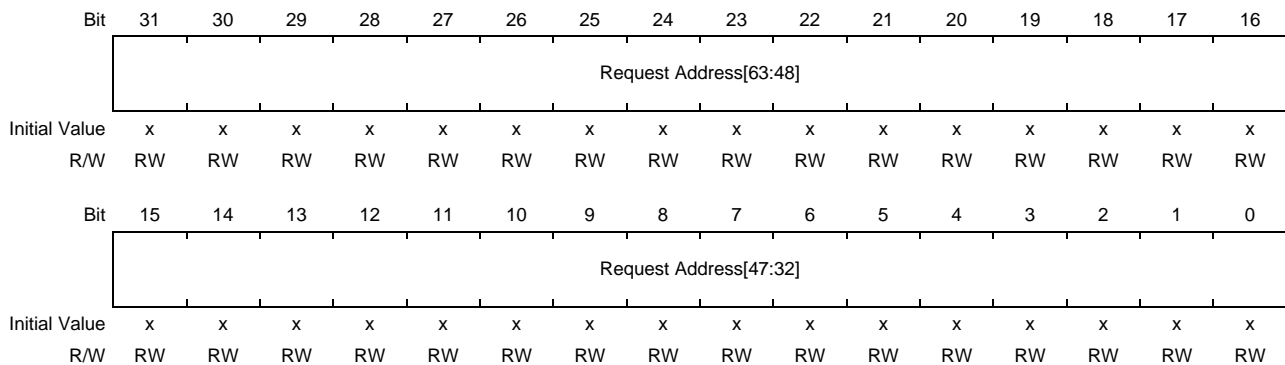 Bit 31 30 29 28 27 26 25 24 23 22 21 20 19 18 17 16
Request Address[63:48]
Initial Value x x x x x x x x x x x x x x x x
R/W RW RW RW RW RW RW RW RW RW RW RW RW RW RW RW RW
Bit 15 14 13 12 11 10 9 8 7 6 5 4 3 2 1 0
Request Address[47:32]
Initial Value x x x x x x x x x x x x x x x x
R/W RW RW RW RW RW RW RW RW RW RW RW RW RW RW RW RW